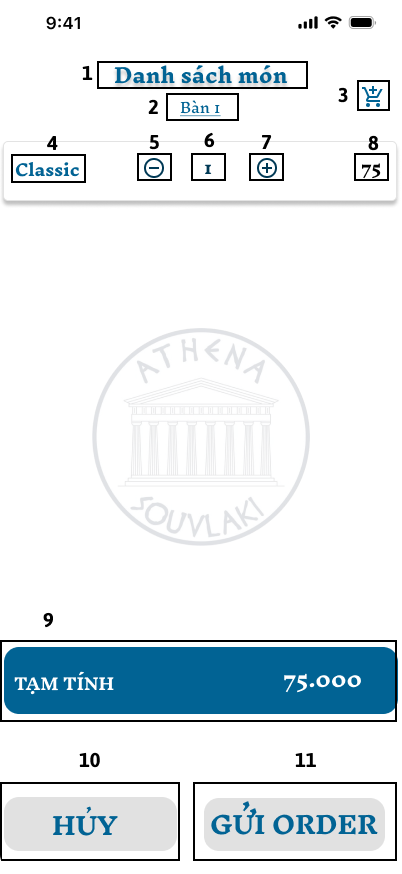 9:41
1 Danh sách món
2 Bàn 1
3
4 5 6 7 8
Classic 1 75
ATHENA
SOUVLAKI
9
TẠM TÍNH 75.000
10 11
HỦY GỬI ORDER